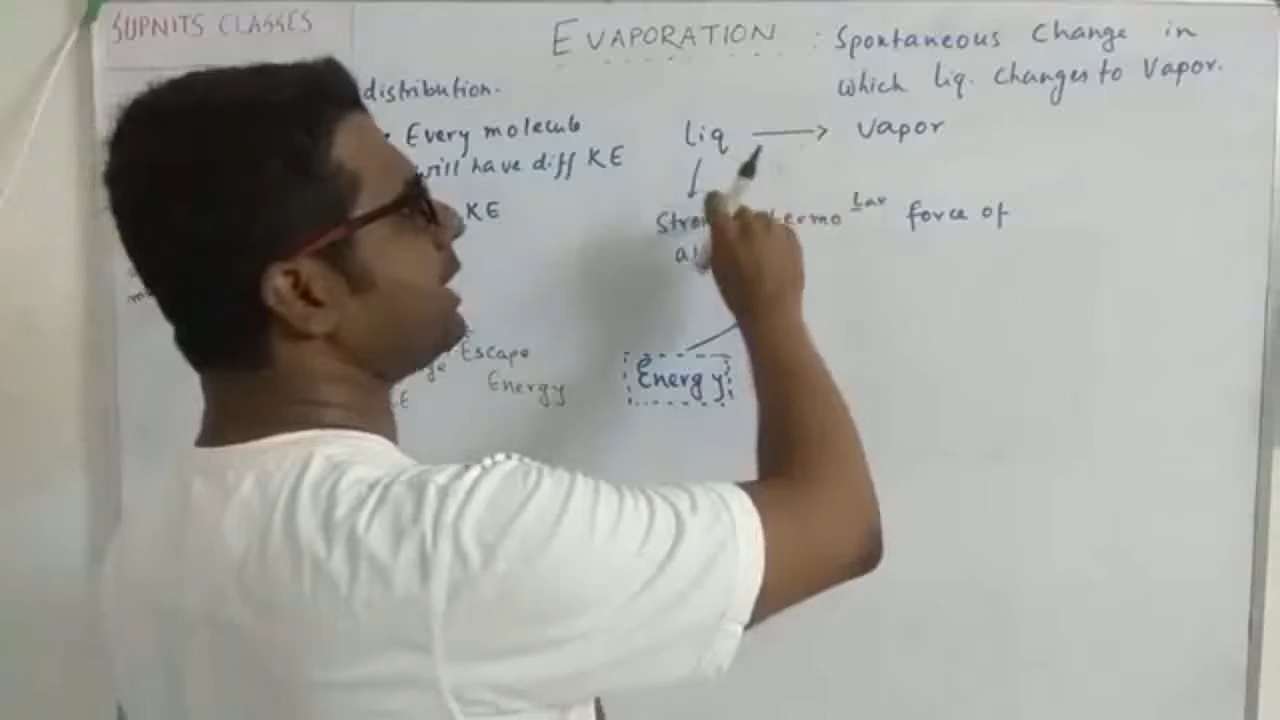 SUPNITS CLASSES
EVAPORATION : Spontaneous Change in
which liq. changes to Vapor.
distribution.
Every molecule
will have diff KE
KE
Liq → vapor
force of
Escape
Energy
Energy